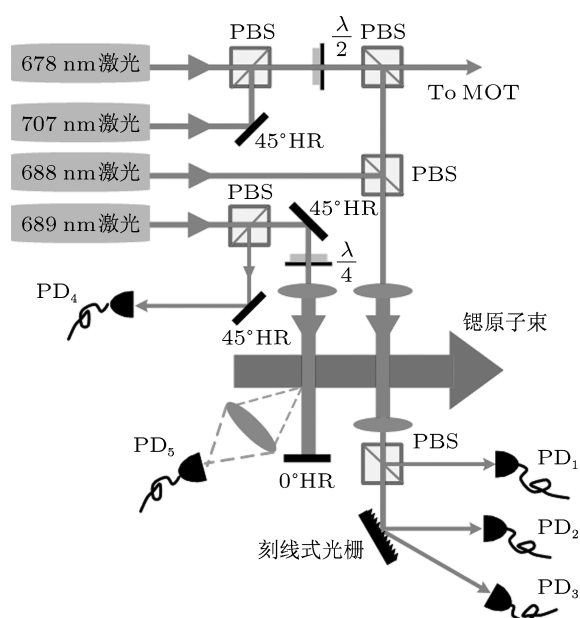 PBS
λ/2
PBS
678 nm激光
To MOT
707 nm激光
45°HR
688 nm激光
PBS
PBS
45°HR
689 nm激光
λ/4
PD₄
45°HR
锶原子束
PD₅
0°HR
PBS
PD₁
刻线式光栅
PD₂
PD₃